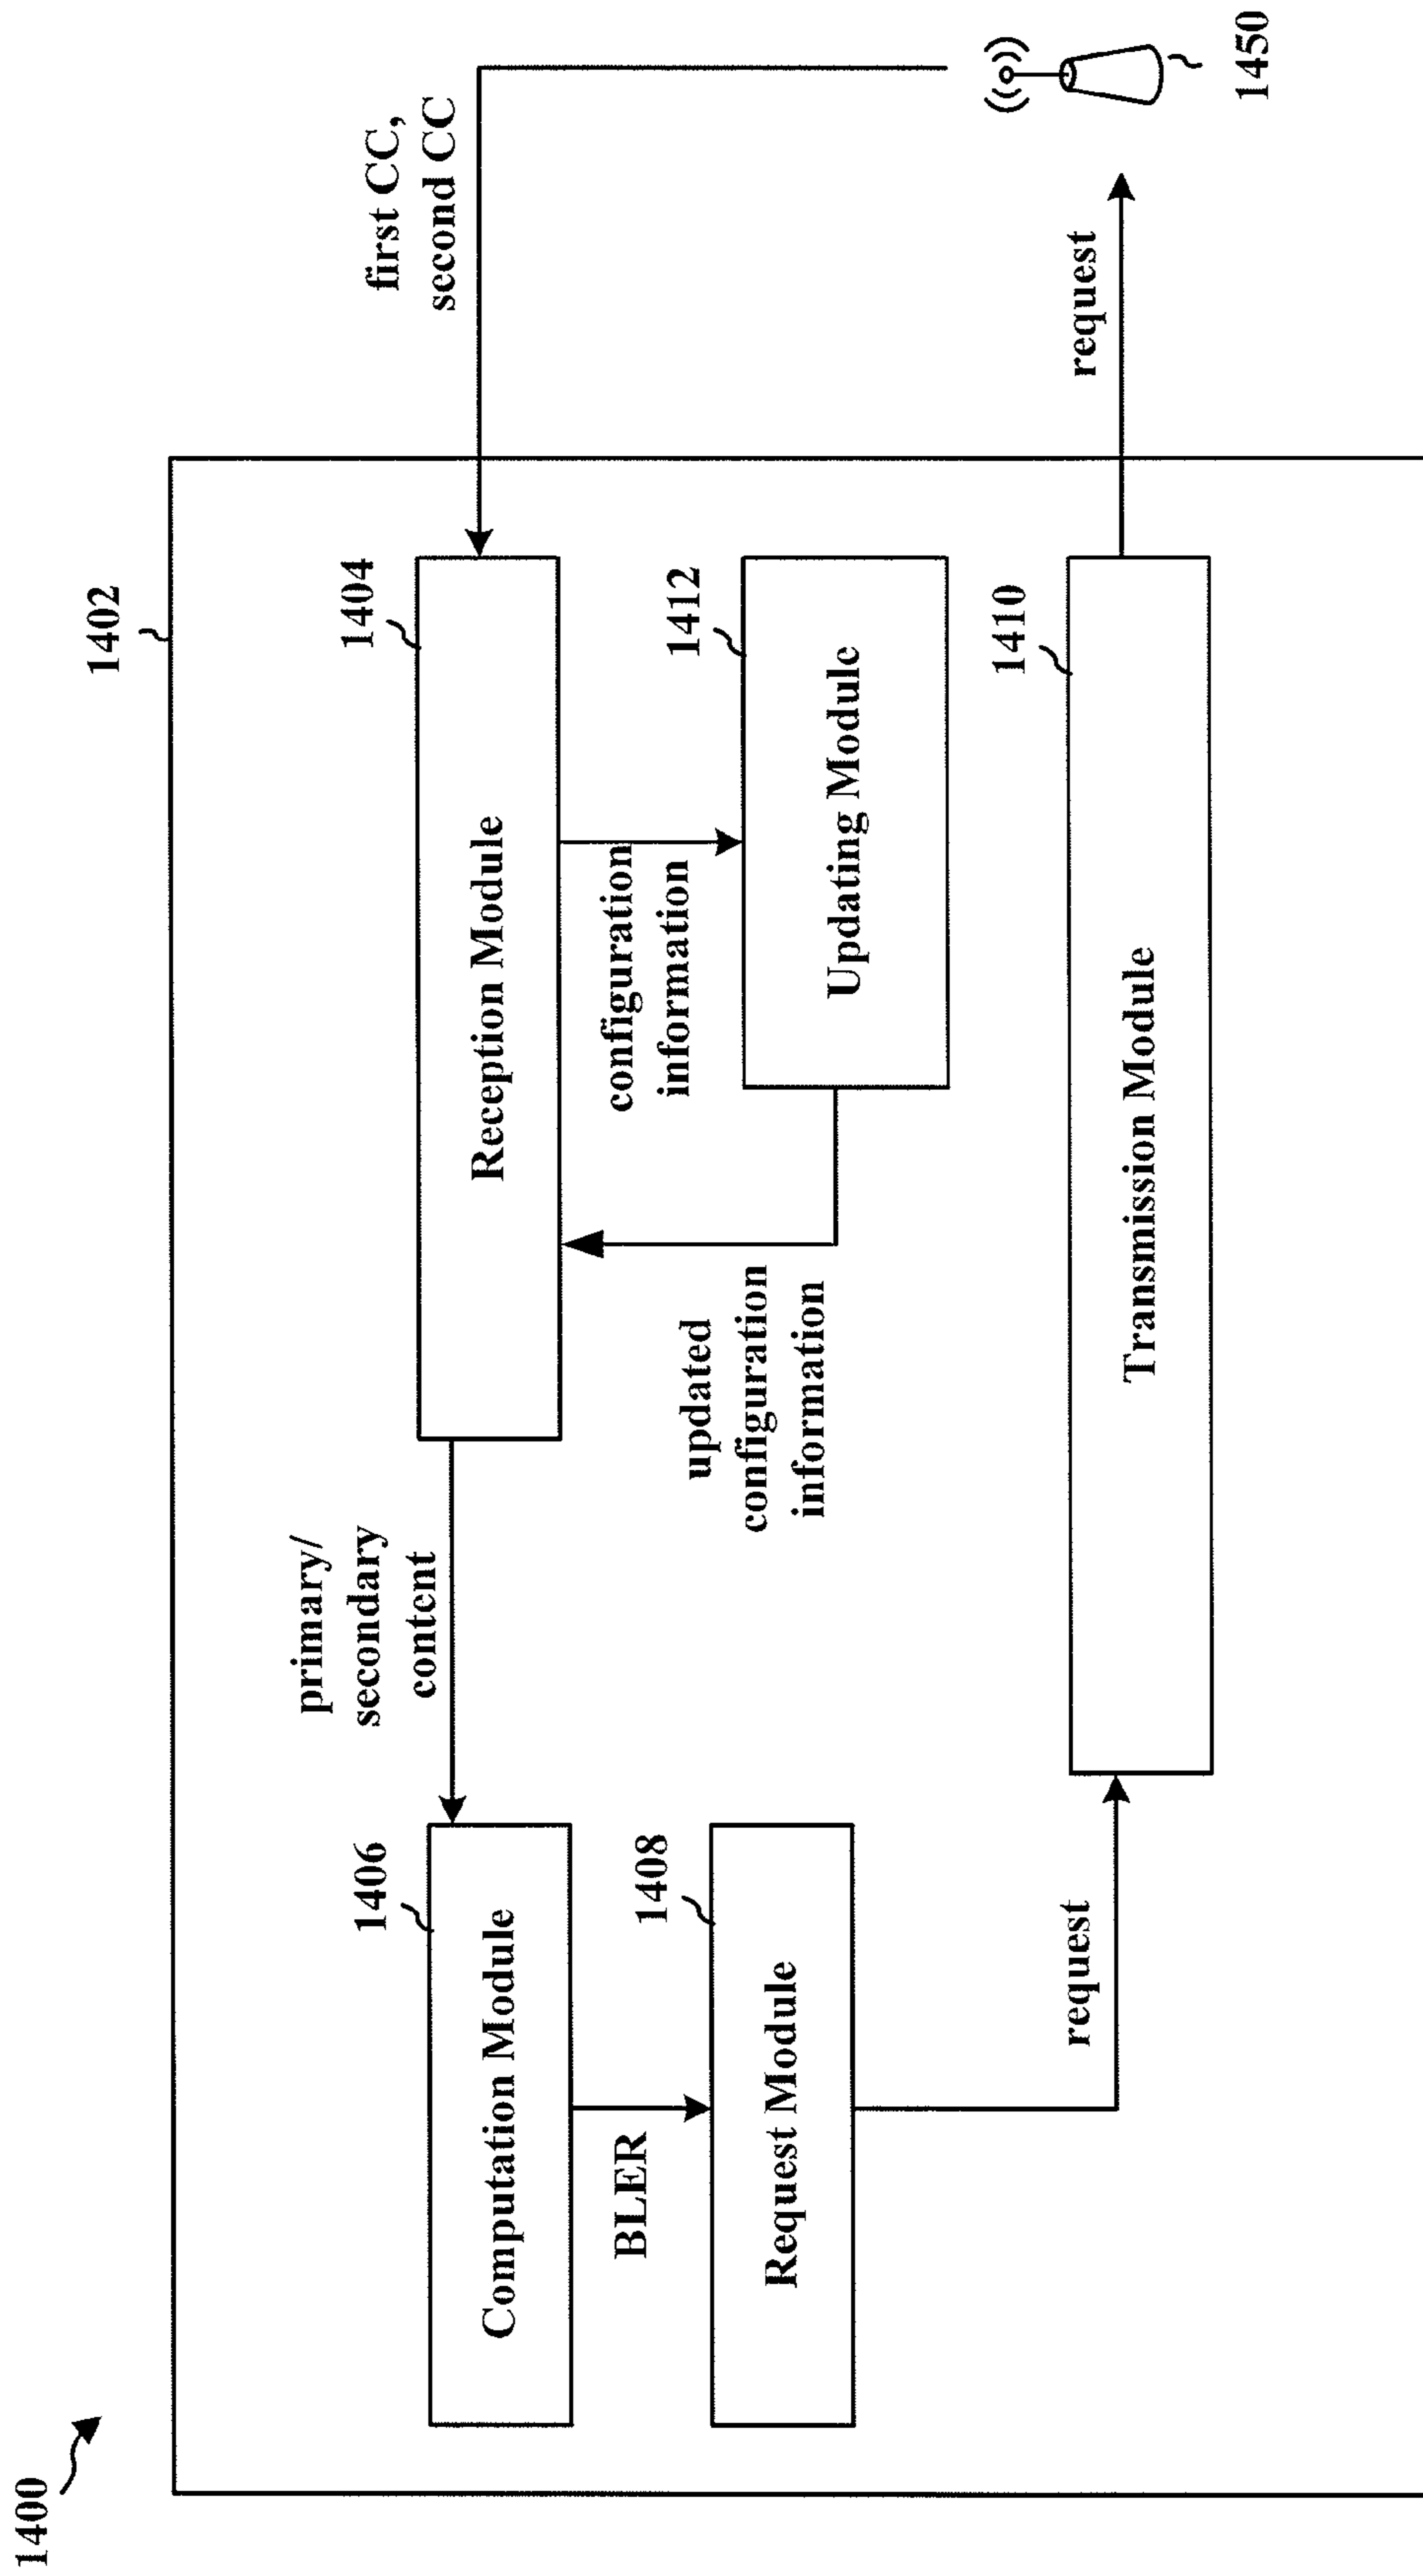 1400
1402
primary/
secondary
content
first CC,
second CC
1406
Computation Module
1404
Reception Module
BLER
configuration
information
1408
Request Module
updated
configuration
information
1412
Updating Module
request
1410
Transmission Module
request
1450